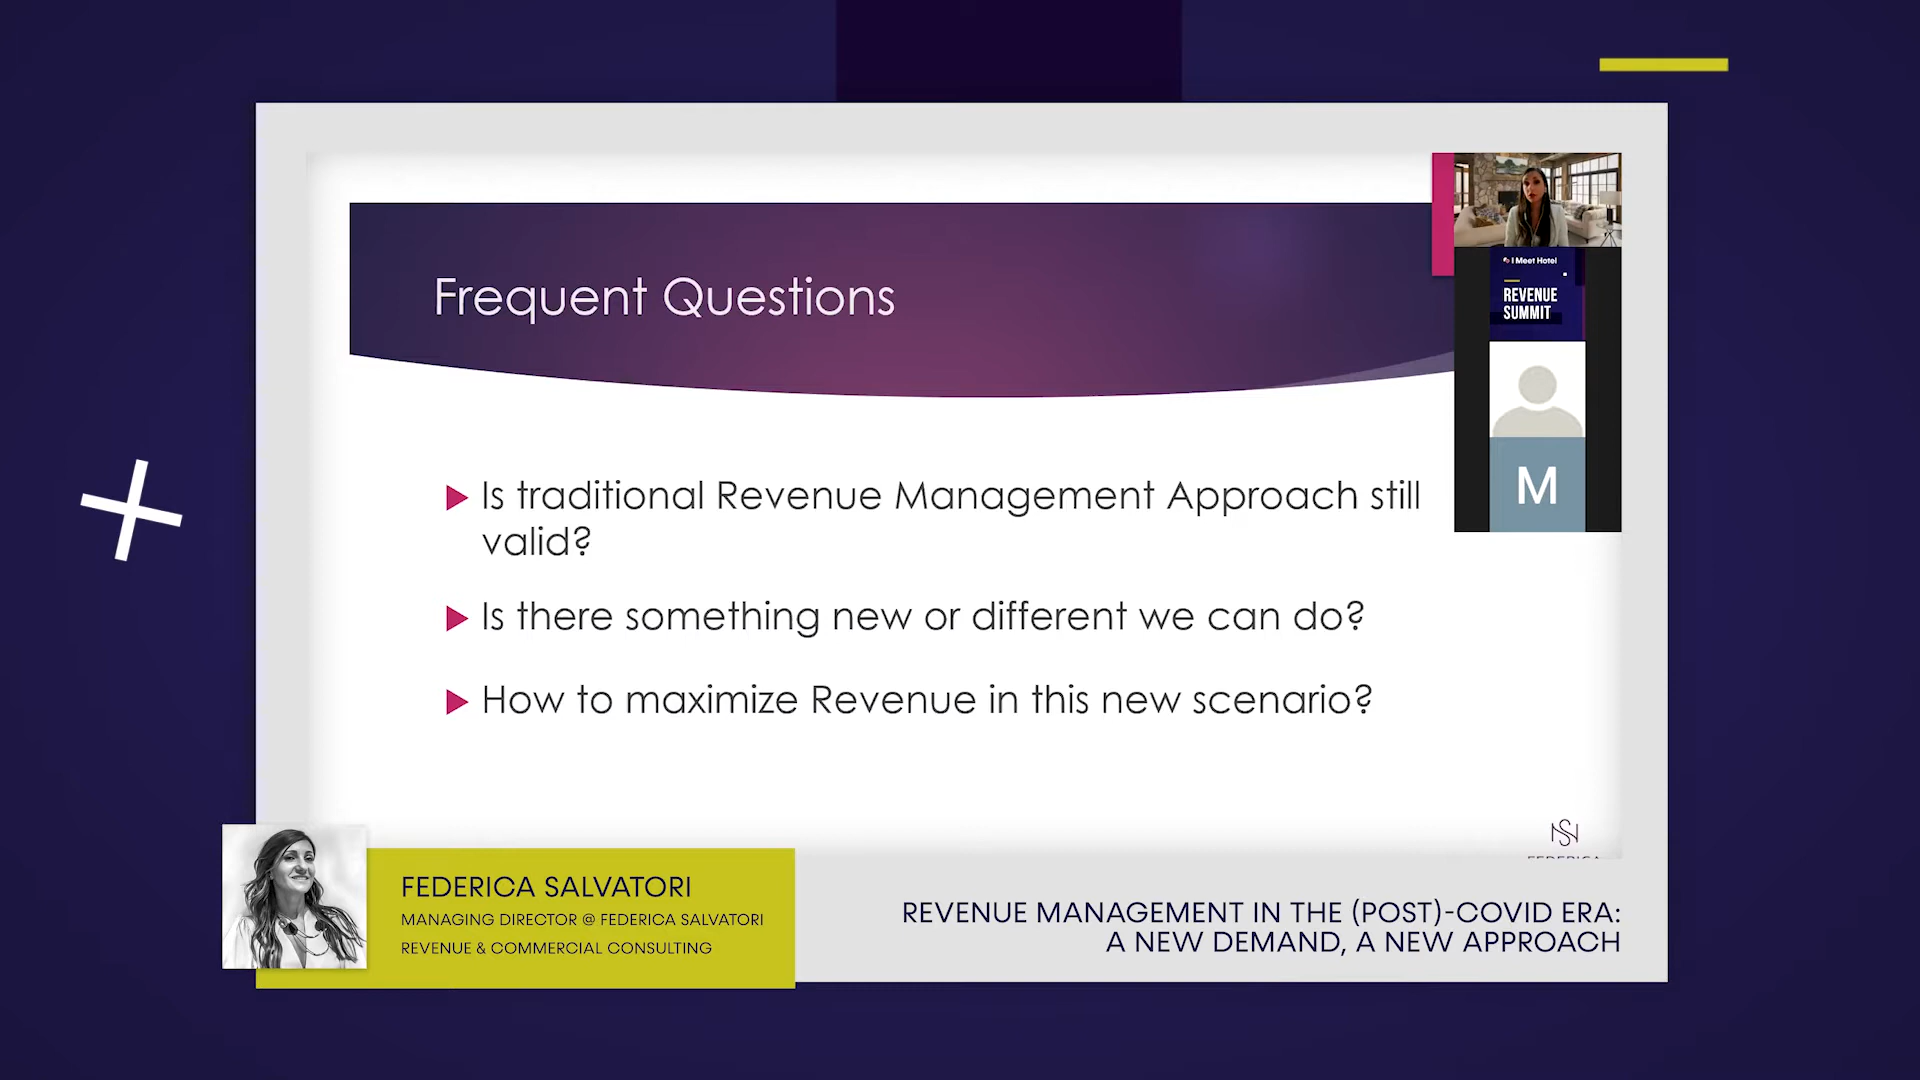 Frequent Questions
I Meet Hotel
REVENUE
SUMMIT
M
Is traditional Revenue Management Approach still
valid?
Is there something new or different we can do?
How to maximize Revenue in this new scenario?
FEDERICA SALVATORI
MANAGING DIRECTOR @ FEDERICA SALVATORI
REVENUE & COMMERCIAL CONSULTING
REVENUE MANAGEMENT IN THE (POST)-COVID ERA:
A NEW DEMAND, A NEW APPROACH